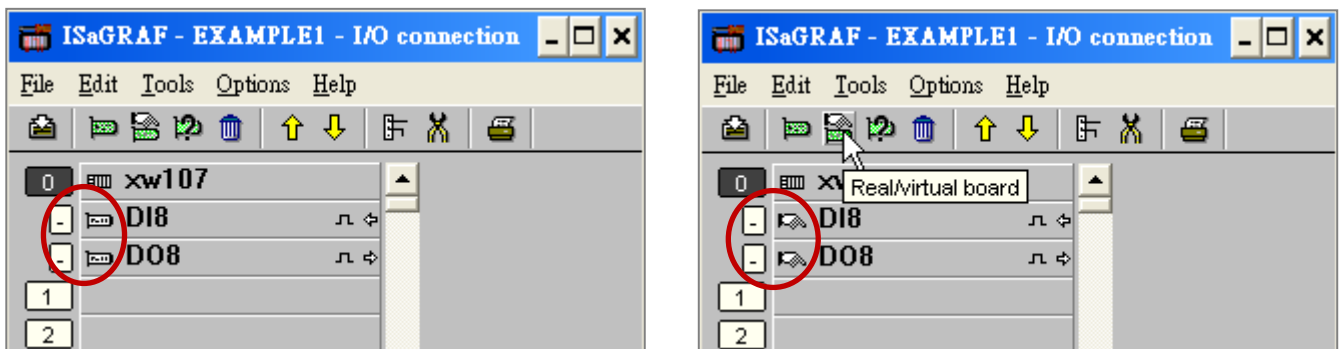 ISaGRAF - EXAMPLE1 - I/O connection
File Edit Tools Options Help
0 xw107
- DI8
- DO8
1
2
ISaGRAF - EXAMPLE1 - I/O connection
File Edit Tools Options Help
Real/virtual board
0
- DI8
- DO8
1
2